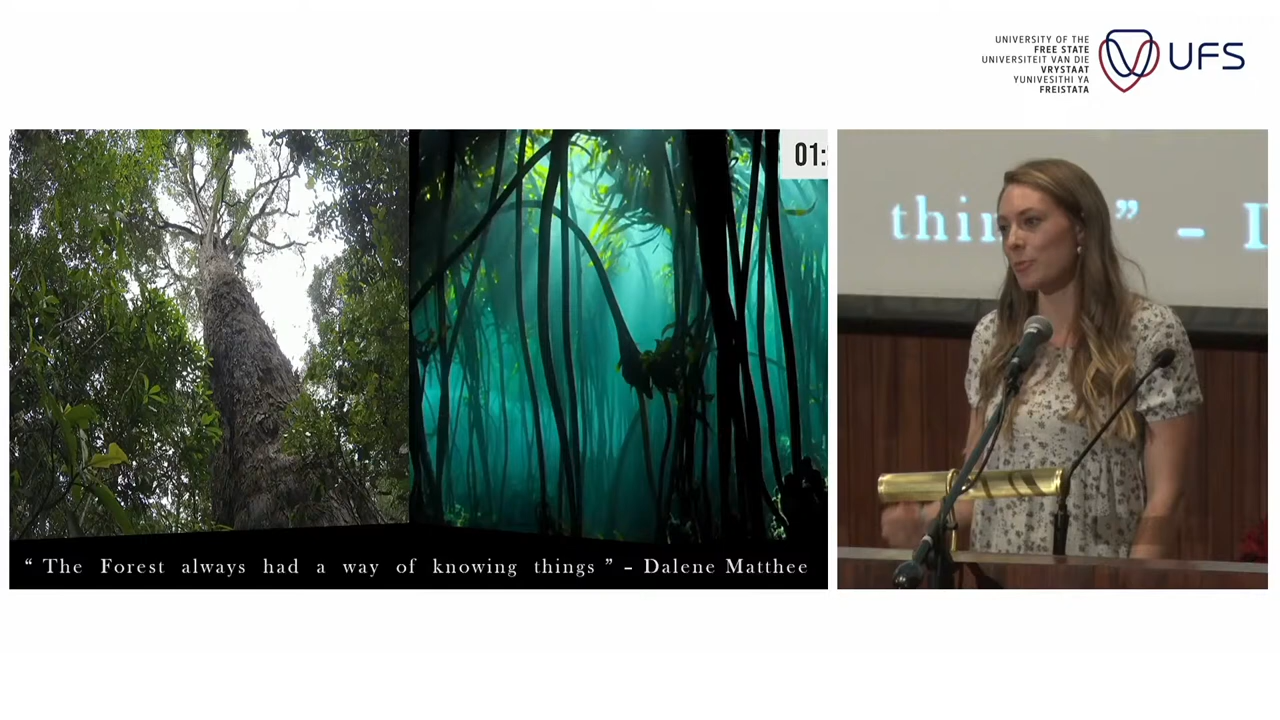 UNIVERSITY OF THE
FREE STATE
UNIVERSITEIT VAN DIE
VRYSTAAT
YUNIVESITHI YA
FREISTATA
UFS
01:
“ The Forest always had a way of knowing things ” – Dalene Matthee
thin ” – D